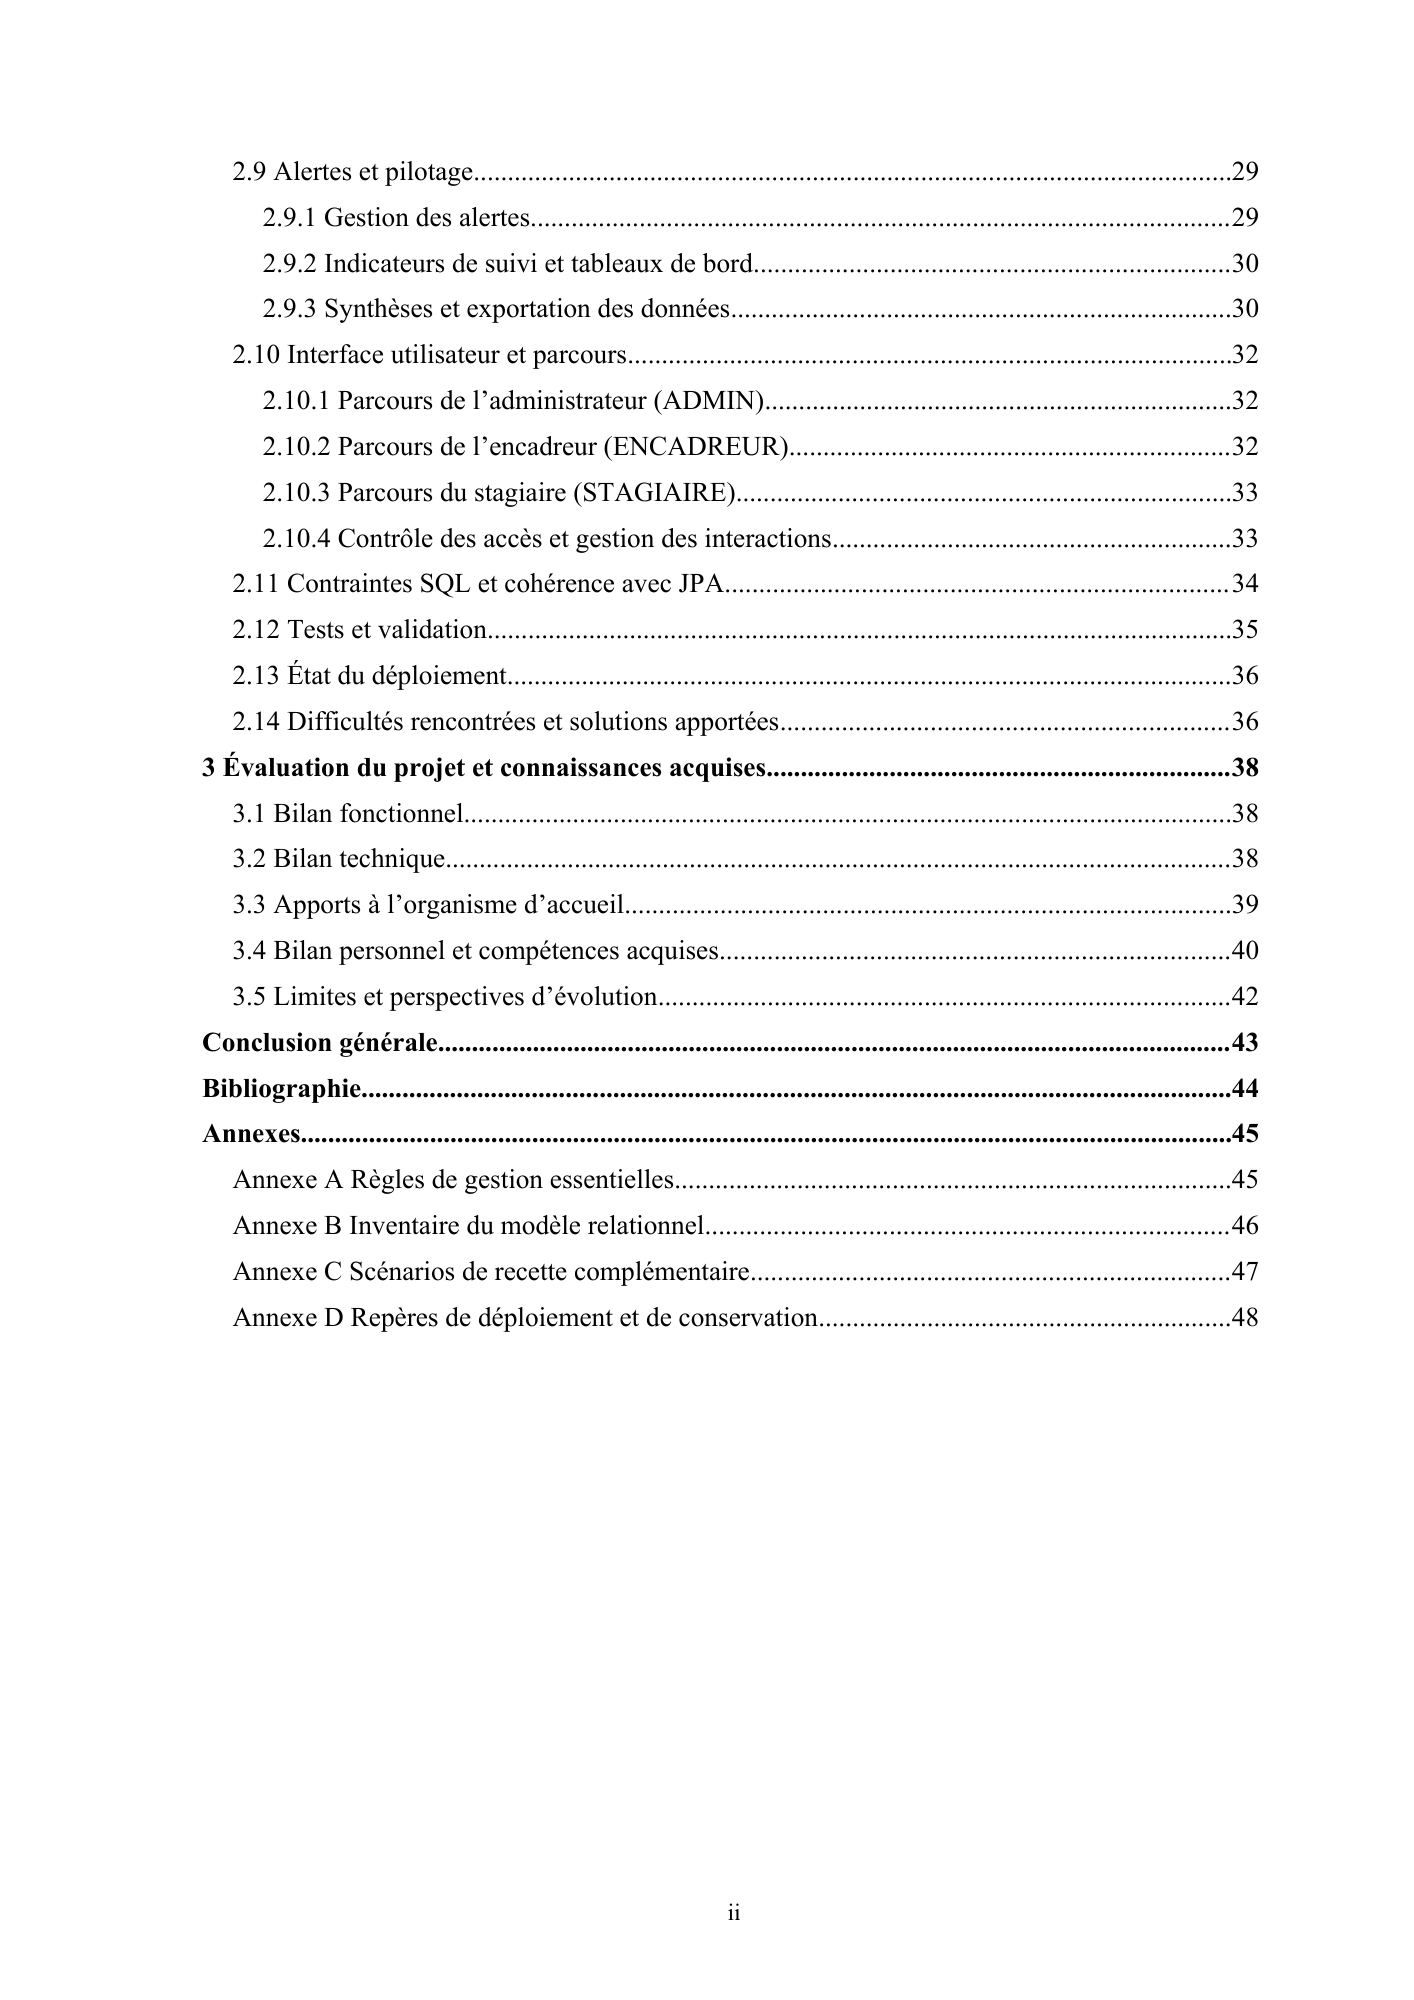 2.9 Alertes et pilotage....................29
2.9.1 Gestion des alertes....................29
2.9.2 Indicateurs de suivi et tableaux de bord....................30
2.9.3 Synthèses et exportation des données....................30
2.10 Interface utilisateur et parcours....................32
2.10.1 Parcours de l’administrateur (ADMIN)....................32
2.10.2 Parcours de l’encadreur (ENCADREUR)....................32
2.10.3 Parcours du stagiaire (STAGIAIRE)....................33
2.10.4 Contrôle des accès et gestion des interactions....................33
2.11 Contraintes SQL et cohérence avec JPA....................34
2.12 Tests et validation....................35
2.13 État du déploiement....................36
2.14 Difficultés rencontrées et solutions apportées....................36
3 Évaluation du projet et connaissances acquises....................38
3.1 Bilan fonctionnel....................38
3.2 Bilan technique....................38
3.3 Apports à l’organisme d’accueil....................39
3.4 Bilan personnel et compétences acquises....................40
3.5 Limites et perspectives d’évolution....................42
Conclusion générale....................43
Bibliographie....................44
Annexes....................45
Annexe A Règles de gestion essentielles....................45
Annexe B Inventaire du modèle relationnel....................46
Annexe C Scénarios de recette complémentaire....................47
Annexe D Repères de déploiement et de conservation....................48
ii